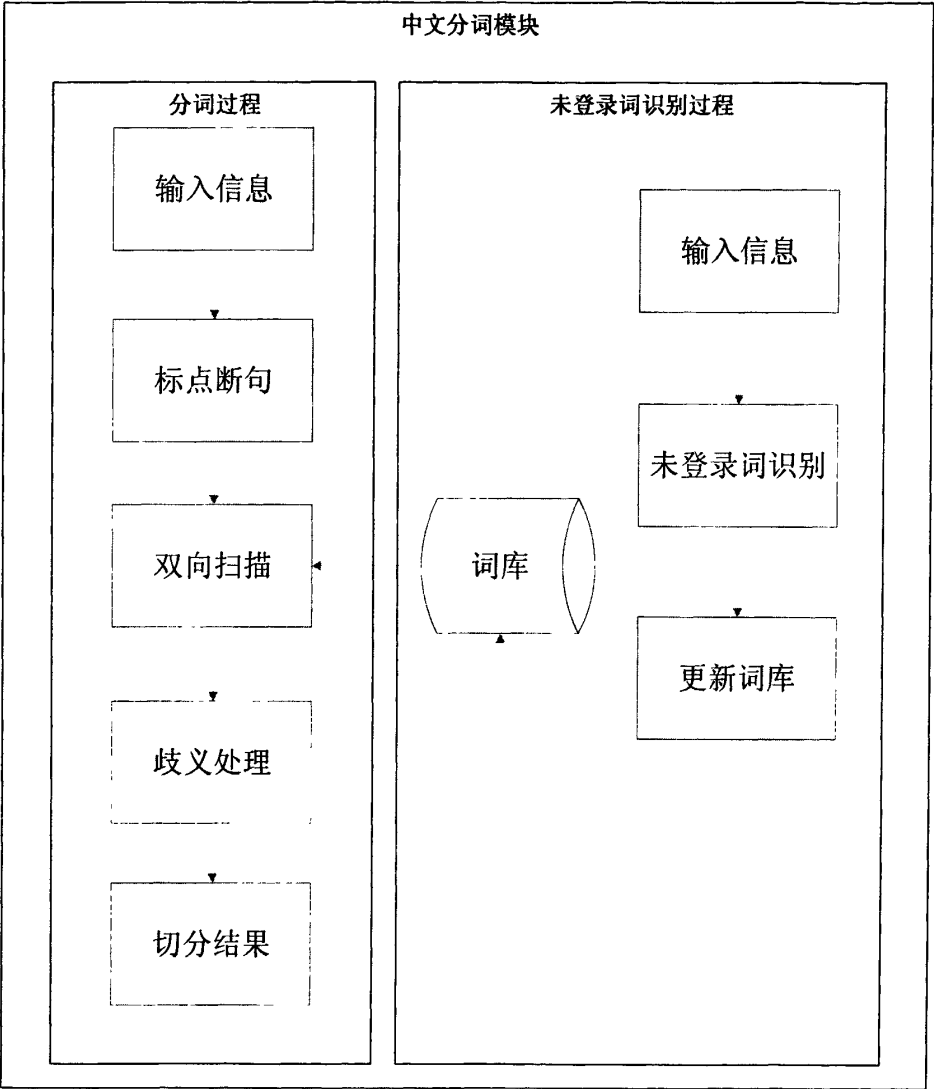 中文分词模块
分词过程
输入信息
标点断句
双向扫描
歧义处理
切分结果
未登录词识别过程
输入信息
未登录词识别
词库
更新词库